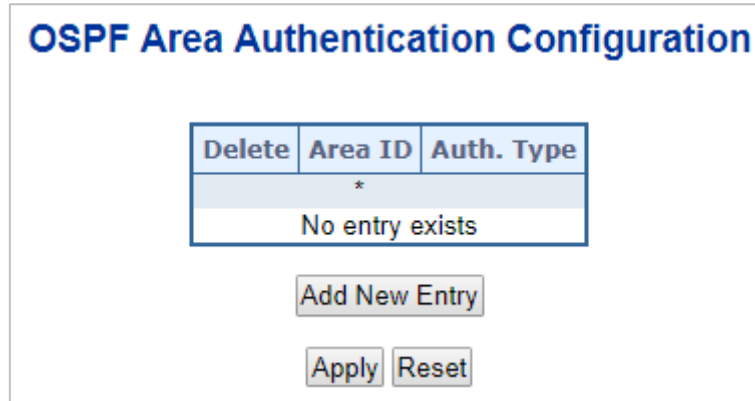 OSPF Area Authentication Configuration
Delete Area ID Auth. Type
*
No entry exists
Add New Entry
Apply Reset